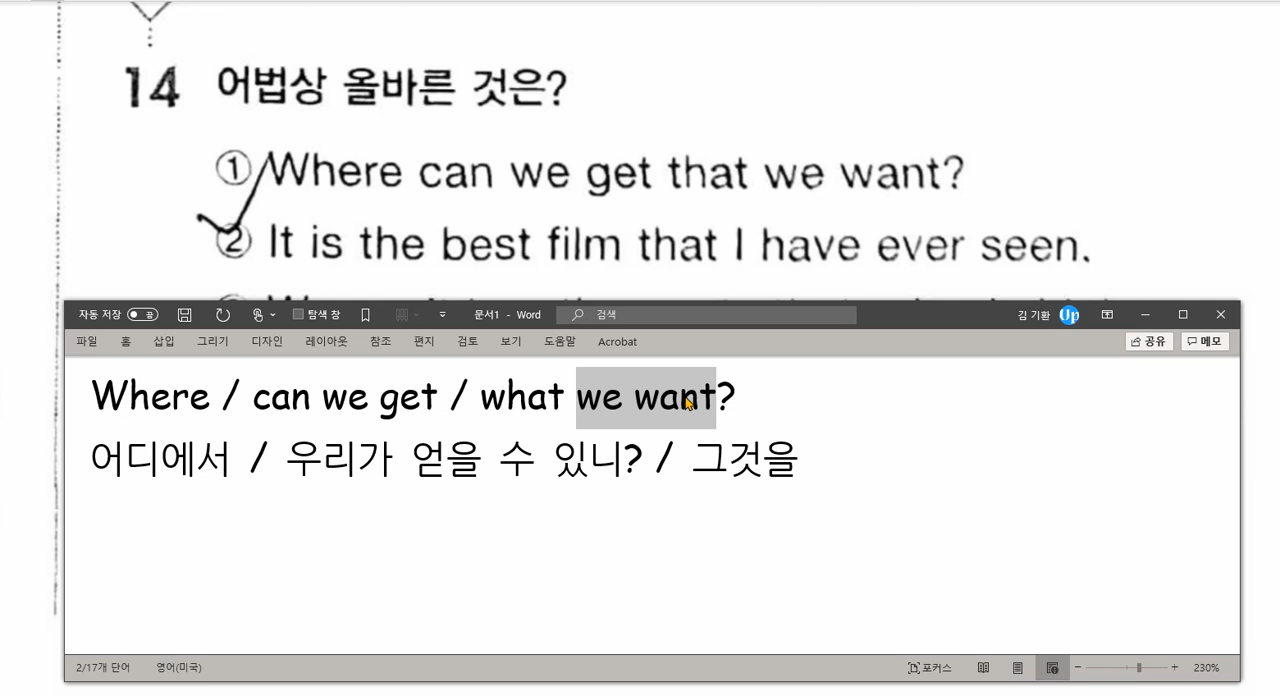 14 어법상 올바른 것은?
① Where can we get that we want?
② It is the best film that I have ever seen.
자동 저장 끔 탐색 창 문서1 - Word 검색 김 기환 Up
파일 홈 삽입 그리기 디자인 레이아웃 참조 편지 검토 보기 도움말 Acrobat 공유 메모
Where / can we get / what we want?
어디에서 / 우리가 얻을 수 있니? / 그것을
2/17개 단어 영어(미국) 포커스 230%